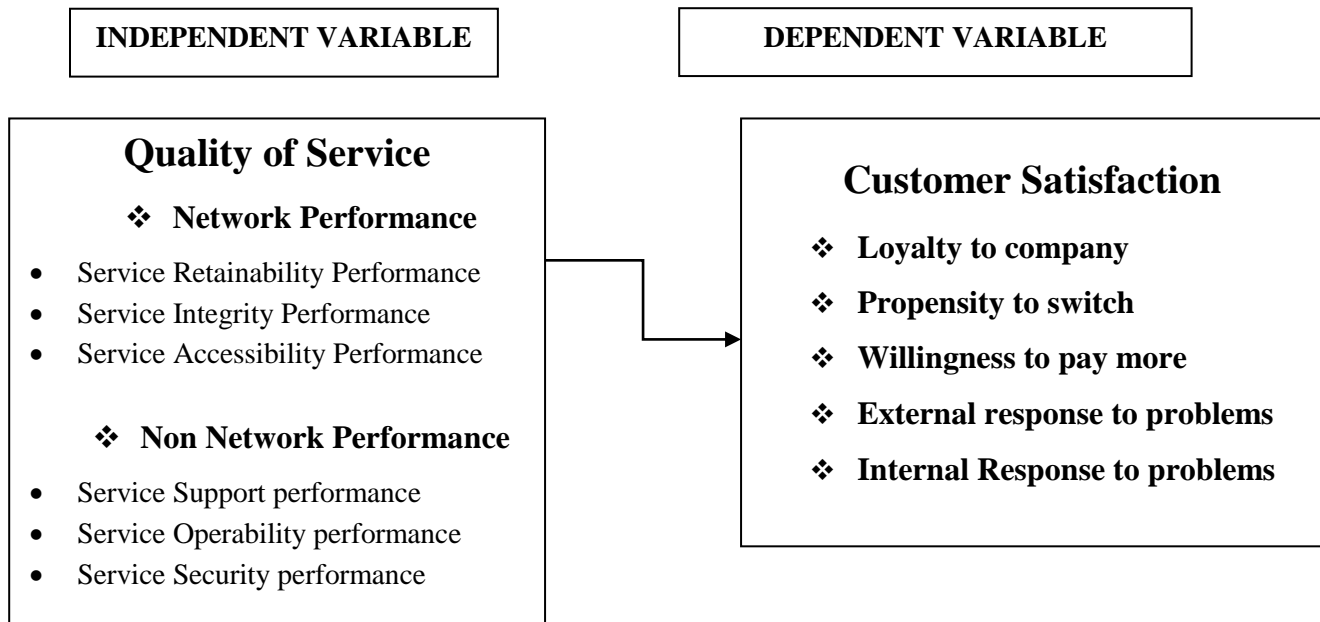 INDEPENDENT VARIABLE
DEPENDENT VARIABLE
Quality of Service
❖ Network Performance
• Service Retainability Performance
• Service Integrity Performance
• Service Accessibility Performance
❖ Non Network Performance
• Service Support performance
• Service Operability performance
• Service Security performance
Customer Satisfaction
❖ Loyalty to company
❖ Propensity to switch
❖ Willingness to pay more
❖ External response to problems
❖ Internal Response to problems